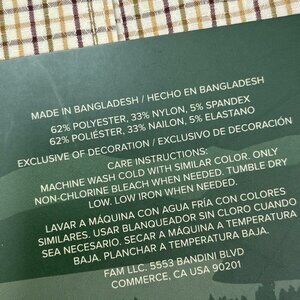 MADE IN BANGLADESH / HECHO EN BANGLADESH
62% POLYESTER, 33% NYLON, 5% SPANDEX
62% POLIÉSTER, 33% NAILON, 5% ELASTANO
EXCLUSIVE OF DECORATION / EXCLUSIVO DE DECORACIÓN
CARE INSTRUCTIONS:
MACHINE WASH COLD WITH SIMILAR COLOR. ONLY
NON-CHLORINE BLEACH WHEN NEEDED. TUMBLE DRY
LOW. LOW IRON WHEN NEEDED.
LAVAR A MÁQUINA CON AGUA FRÍA CON COLORES
SIMILARES. USAR BLANQUEADOR SIN CLORO CUANDO
SEA NECESARIO. SECAR A MÁQUINA A TEMPERATURA
BAJA. PLANCHAR A TEMPERATURA BAJA.
FAM LLC. 5553 BANDINI BLVD
COMMERCE, CA USA 90201